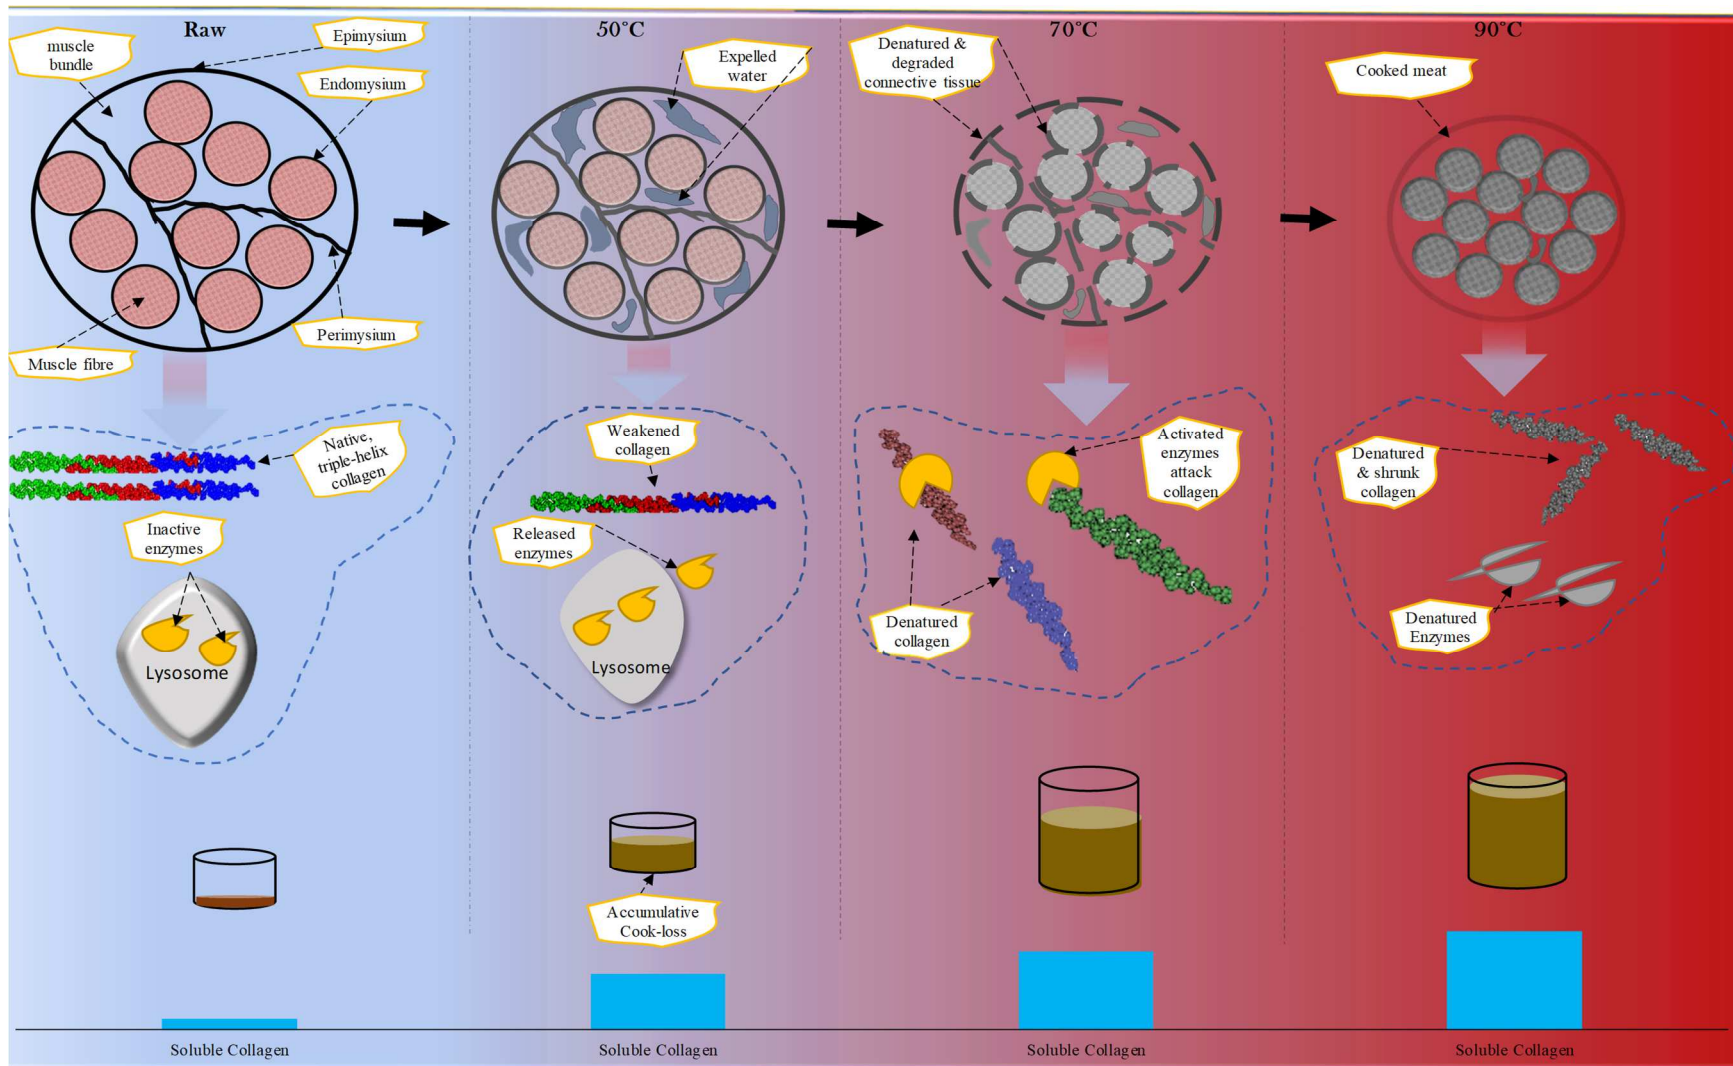 Raw
50°C
70°C
90°C
muscle
bundle
Epimysium
Endomysium
Perimysium
Muscle fibre
Expelled
water
Denatured &
degraded
connective tissue
Cooked meat
Native,
triple-helix
collagen
Inactive
enzymes
Lysosome
Weakened
collagen
Released
enzymes
Lysosome
Activated
enzymes
attack
collagen
Denatured
collagen
Denatured
& shrunk
collagen
Denatured
Enzymes
Accumulative
Cook-loss
Soluble Collagen
Soluble Collagen
Soluble Collagen
Soluble Collagen